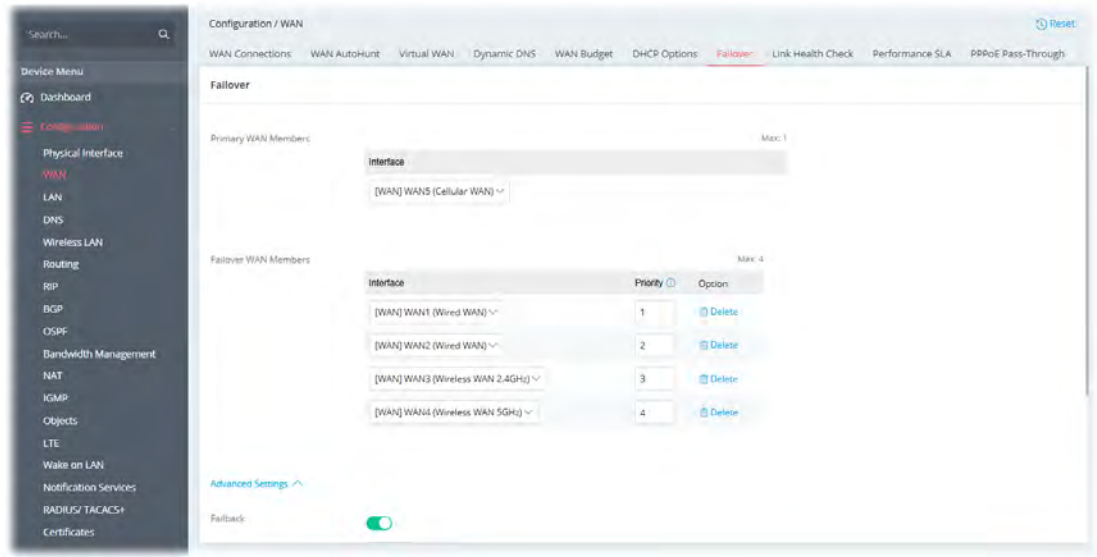 Search...
Device Menu
Dashboard
Configuration
Physical Interface
WAN
LAN
DNS
Wireless LAN
Routing
RIP
BGP
OSPF
Bandwidth Management
NAT
IGMP
Objects
LTE
Wake on LAN
Notification Services
RADIUS/ TACACS+
Certificates
Configuration / WAN
Reset
WAN Connections WAN AutoHunt Virtual WAN Dynamic DNS WAN Budget DHCP Options Failover Link Health Check Performance SLA PPPoE Pass-Through
Failover
Primary WAN Members Max: 1
Interface
[WAN] WAN5 (Cellular WAN)
Failover WAN Members Max: 4
Interface Priority Option
[WAN] WAN1 (Wired WAN) 1 Delete
[WAN] WAN2 (Wired WAN) 2 Delete
[WAN] WAN3 (Wireless WAN 2.4GHz) 3 Delete
[WAN] WAN4 (Wireless WAN 5GHz) 4 Delete
Advanced Settings
Failback